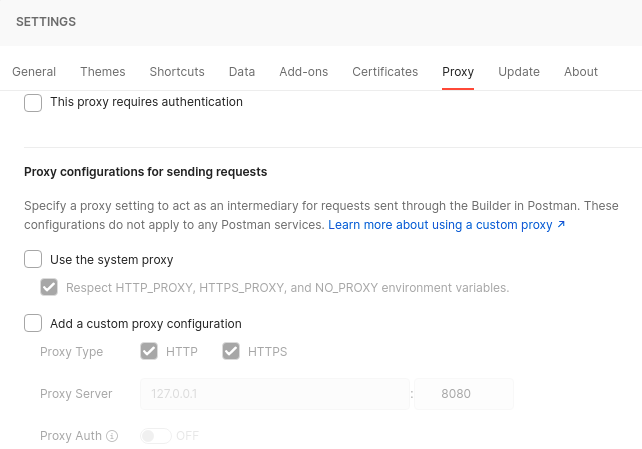 SETTINGS
General Themes Shortcuts Data Add-ons Certificates Proxy Update About
This proxy requires authentication
Proxy configurations for sending requests
Specify a proxy setting to act as an intermediary for requests sent through the Builder in Postman. These
configurations do not apply to any Postman services. Learn more about using a custom proxy ↗
Use the system proxy
Respect HTTP_PROXY, HTTPS_PROXY, and NO_PROXY environment variables.
Add a custom proxy configuration
Proxy Type HTTP HTTPS
Proxy Server 127.0.0.1 : 8080
Proxy Auth OFF